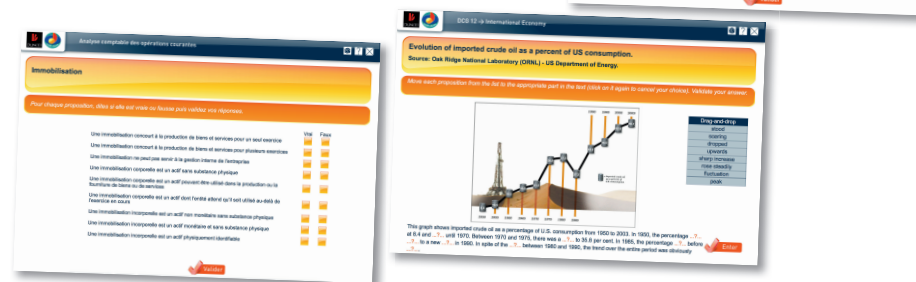 Valider
Analyse comptable des opérations courantes
Immobilisation
Pour chaque proposition, dites si elle est vraie ou fausse puis validez vos réponses.
Vrai Faux
Une immobilisation concourt à la production de biens et services pour un seul exercice
Une immobilisation concourt à la production de biens et services pour plusieurs exercices
Une immobilisation ne peut pas servir à la gestion interne de l'entreprise
Une immobilisation corporelle est un actif sans substance physique
Une immobilisation corporelle est un actif pouvant être utilisé dans la production ou la
fourniture de biens ou de services
Une immobilisation corporelle est un actif dont l'entité attend qu'il soit utilisé au-delà de
l'exercice en cours
Une immobilisation incorporelle est un actif non monétaire sans substance physique
Une immobilisation incorporelle est un actif monétaire et sans substance physique
Une immobilisation incorporelle est un actif physiquement identifiable
Valider
DCG 12 - International Economy
Evolution of imported crude oil as a percent of US consumption.
Source: Oak Ridge National Laboratory (ORNL) - US Department of Energy.
Move each proposition from the list to the appropriate part in the text (click on it again to cancel your choice). Validate your answer.
Drag-and-drop
stood
soaring
dropped
upwards
sharp increase
rose steadily
fluctuation
peak
This graph shows imported crude oil as a percentage of U.S. consumption from 1950 to 2003. In 1950, the percentage ...?...
at 8.4 and ...?... until 1970. Between 1970 and 1975, there was a ...?... to 35.8 per cent. In 1985, the percentage ...?... before
...?... to a new ...?... in 1990. In spite of the ...?... between 1980 and 1990, the trend over the entire period was obviously
...?...
Enter